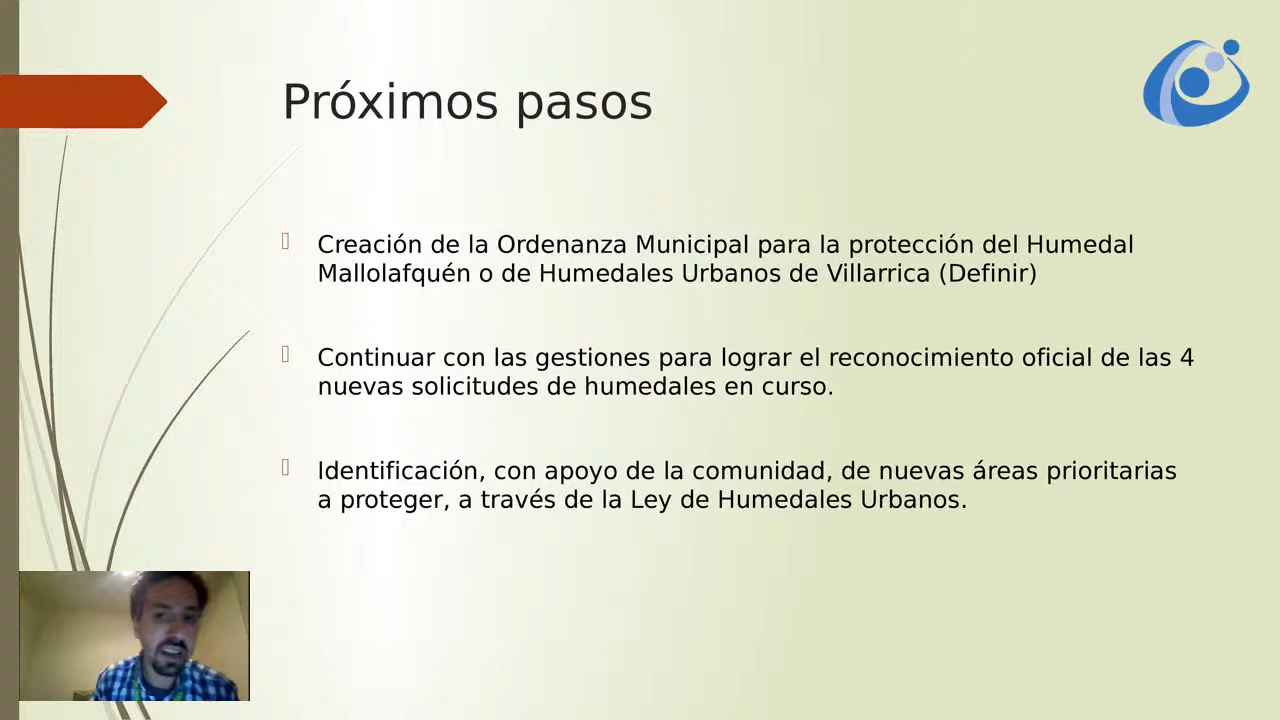 Próximos pasos
Creación de la Ordenanza Municipal para la protección del Humedal
Mallolafquén o de Humedales Urbanos de Villarrica (Definir)
Continuar con las gestiones para lograr el reconocimiento oficial de las 4
nuevas solicitudes de humedales en curso.
Identificación, con apoyo de la comunidad, de nuevas áreas prioritarias
a proteger, a través de la Ley de Humedales Urbanos.